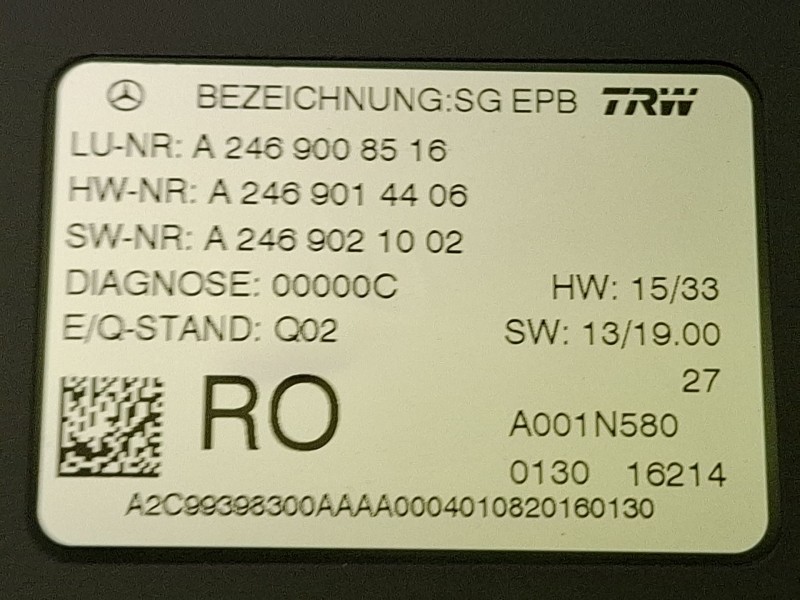 BEZEICHNUNG:SG EPB TRW
LU-NR: A 246 900 85 16
HW-NR: A 246 901 44 06
SW-NR: A 246 902 10 02
DIAGNOSE: 00000C HW: 15/33
E/Q-STAND: Q02 SW: 13/19.00
27
RO A001N580
0130 16214
A2C99398300AAAA0004010820160130